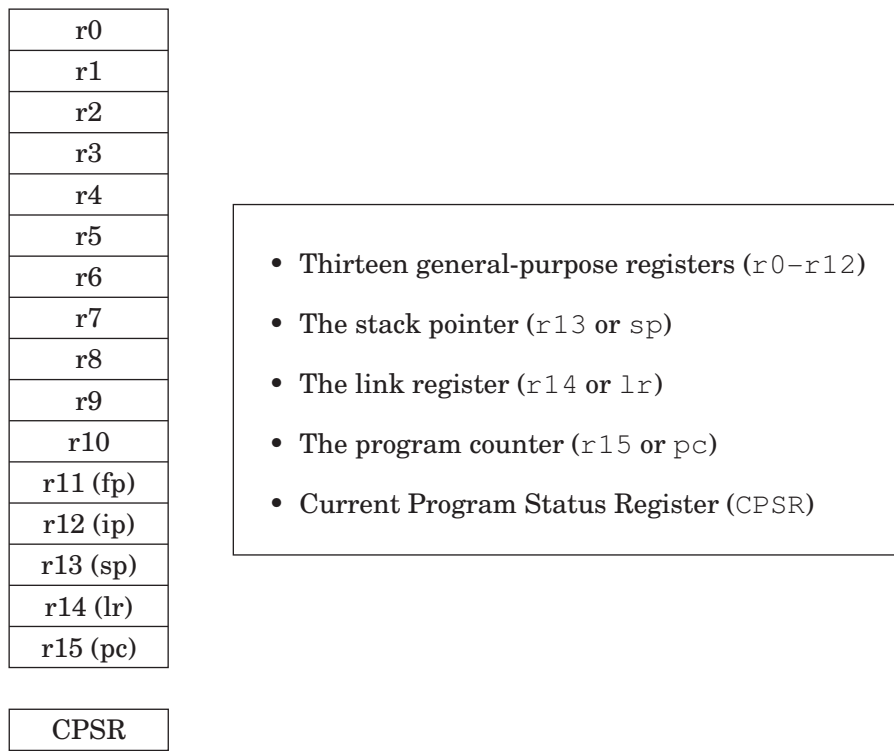 r0
r1
r2
r3
r4
r5
r6
r7
r8
r9
r10
r11 (fp)
r12 (ip)
r13 (sp)
r14 (lr)
r15 (pc)
CPSR
• Thirteen general-purpose registers (r0–r12)
• The stack pointer (r13 or sp)
• The link register (r14 or lr)
• The program counter (r15 or pc)
• Current Program Status Register (CPSR)